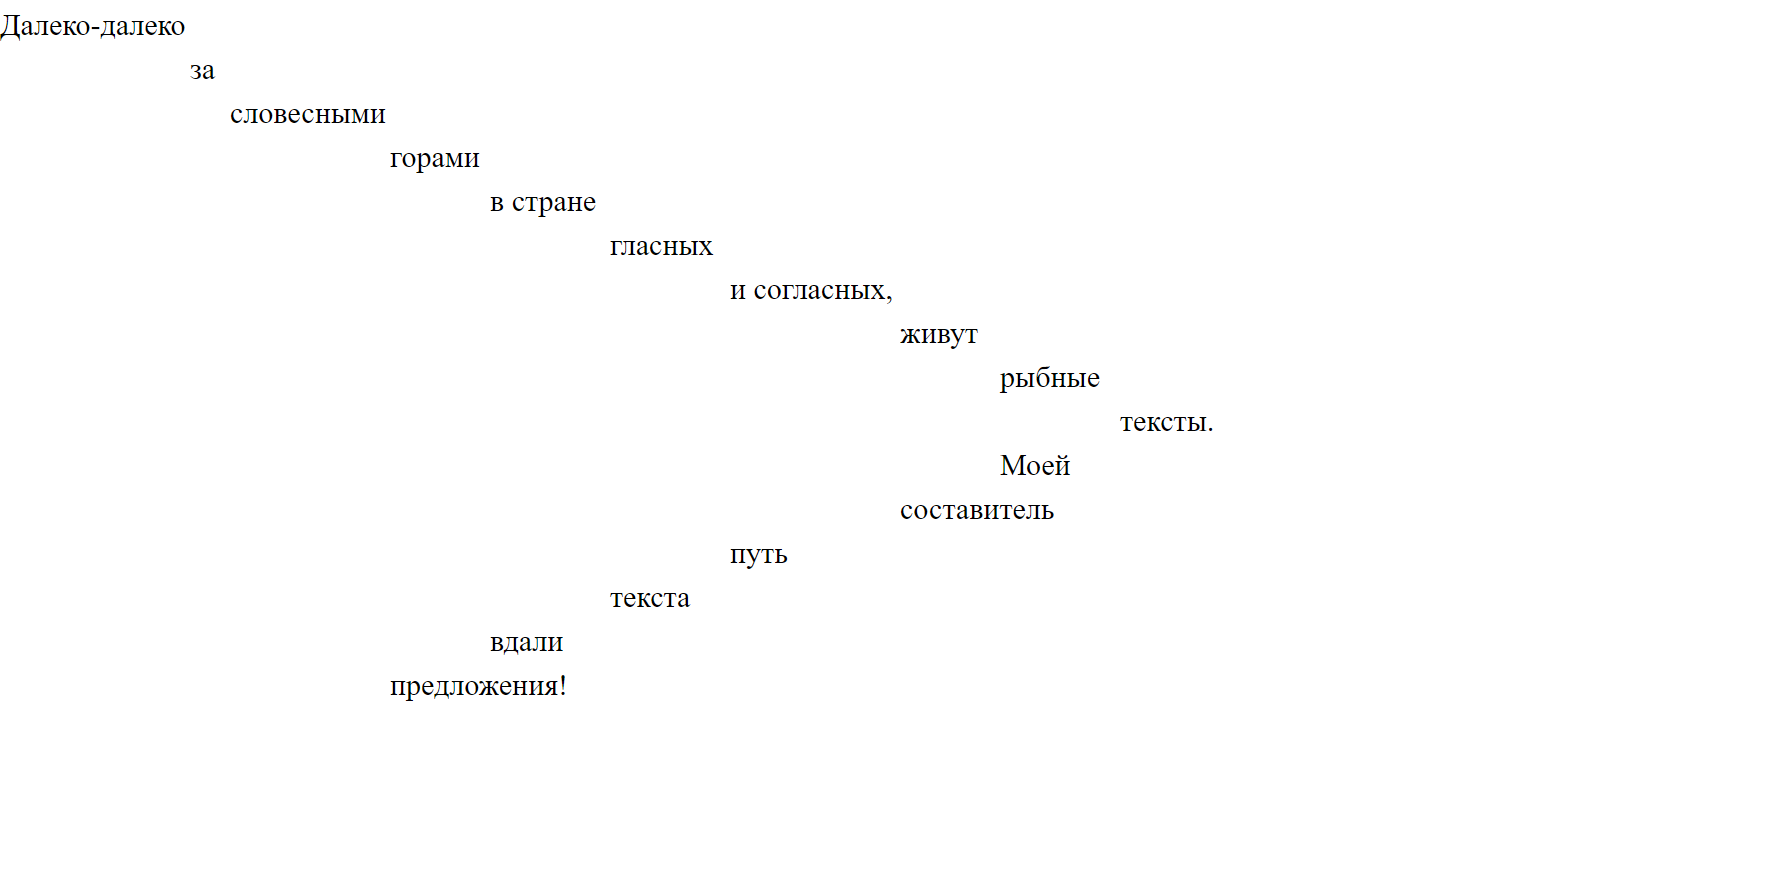 Далеко-далеко
за
словесными
горами
в стране
гласных
и согласных,
живут
рыбные
тексты.
Моей
составитель
путь
текста
вдали
предложения!